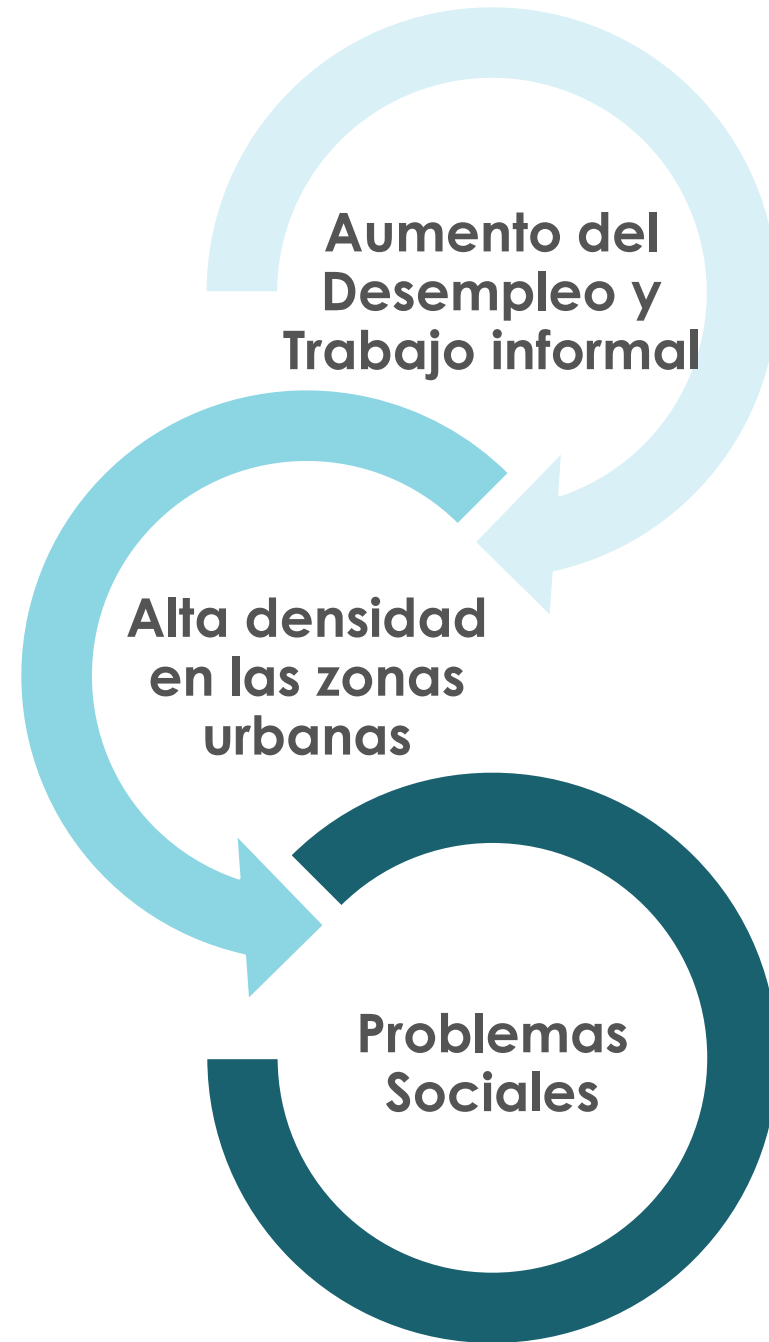 Aumento del
Desempleo y
Trabajo informal
Alta densidad
en las zonas
urbanas
Problemas
Sociales